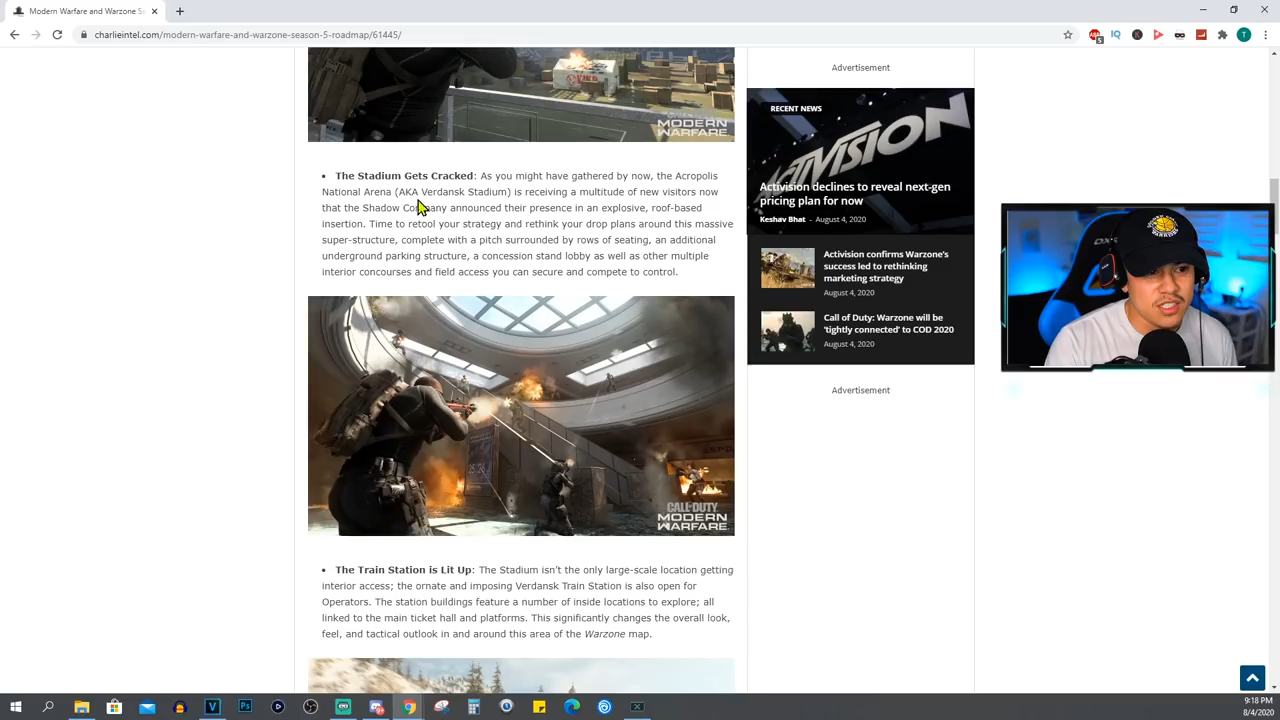 Modern Warfare and Warzone Se
charlieintel.com/modern-warfare-and-warzone-season-5-roadmap/61445/
CALL OF DUTY
MODERN
WARFARE
• The Stadium Gets Cracked: As you might have gathered by now, the Acropolis
National Arena (AKA Verdansk Stadium) is receiving a multitude of new visitors now
that the Shadow Company announced their presence in an explosive, roof-based
insertion. Time to retool your strategy and rethink your drop plans around this massive
super-structure, complete with a pitch surrounded by rows of seating, an additional
underground parking structure, a concession stand lobby as well as other multiple
interior concourses and field access you can secure and compete to control.
CALL OF DUTY
MODERN
WARFARE
• The Train Station is Lit Up: The Stadium isn’t the only large-scale location getting
interior access; the ornate and imposing Verdansk Train Station is also open for
Operators. The station buildings feature a number of inside locations to explore; all
linked to the main ticket hall and platforms. This significantly changes the overall look,
feel, and tactical outlook in and around this area of the Warzone map.
Advertisement
RECENT NEWS
ACTIVISION
Activision declines to reveal next-gen
pricing plan for now
Keshav Bhat - August 4, 2020
Activision confirms Warzone’s
success led to rethinking
marketing strategy
August 4, 2020
Call of Duty: Warzone will be
‘tightly connected’ to COD 2020
August 4, 2020
Advertisement
9:18 PM
8/4/2020